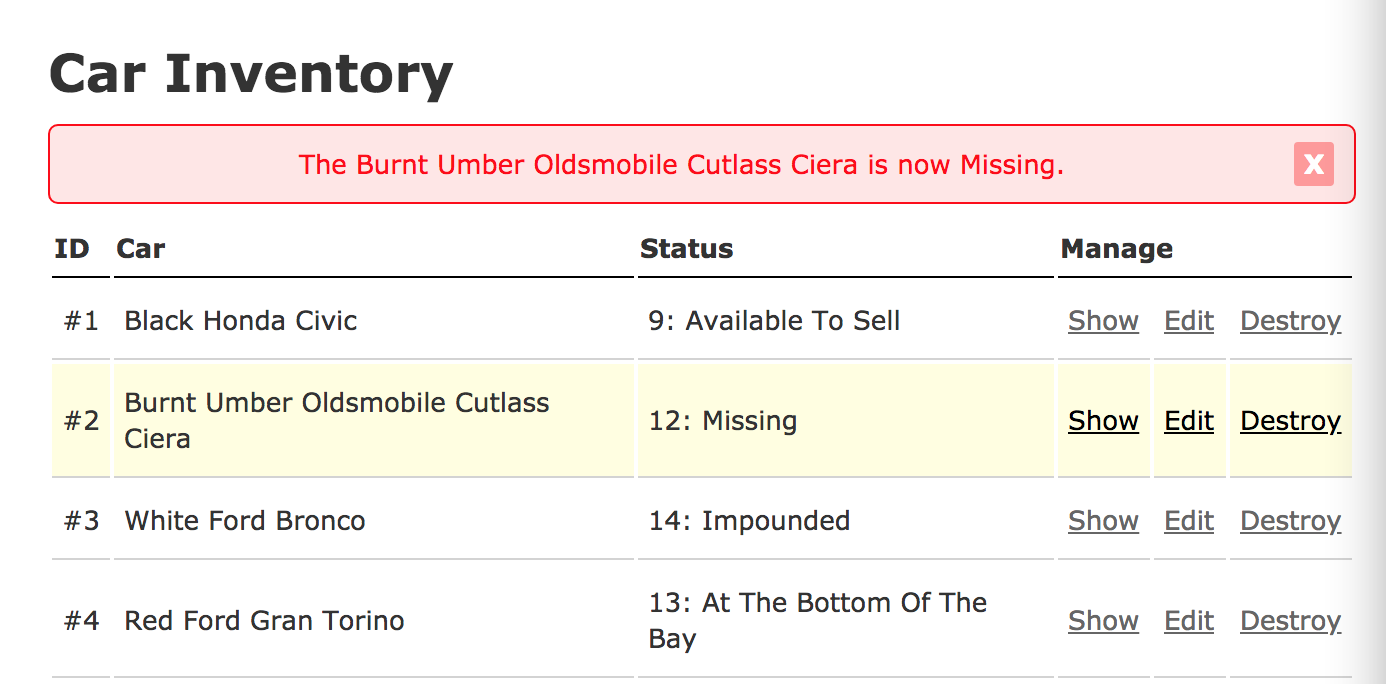 Car Inventory
The Burnt Umber Oldsmobile Cutlass Ciera is now Missing. X
ID Car Status Manage
#1 Black Honda Civic 9: Available To Sell Show Edit Destroy
#2 Burnt Umber Oldsmobile Cutlass
Ciera 12: Missing Show Edit Destroy
#3 White Ford Bronco 14: Impounded Show Edit Destroy
#4 Red Ford Gran Torino 13: At The Bottom Of The
Bay Show Edit Destroy